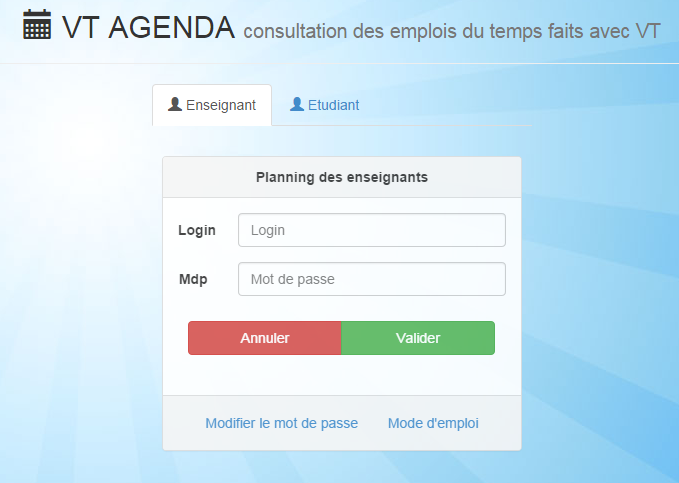 VT AGENDA consultation des emplois du temps faits avec VT
Enseignant Etudiant
Planning des enseignants
Login Login
Mdp Mot de passe
Annuler Valider
Modifier le mot de passe Mode d'emploi